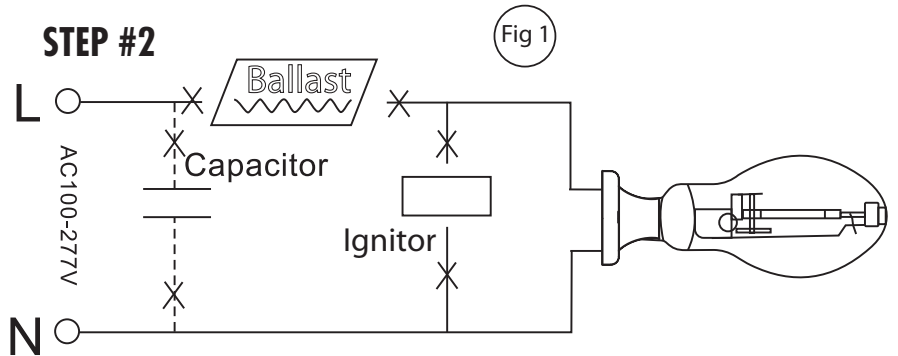 STEP #2
Fig 1
Ballast
L
Capacitor
AC100-277V
Ignitor
N